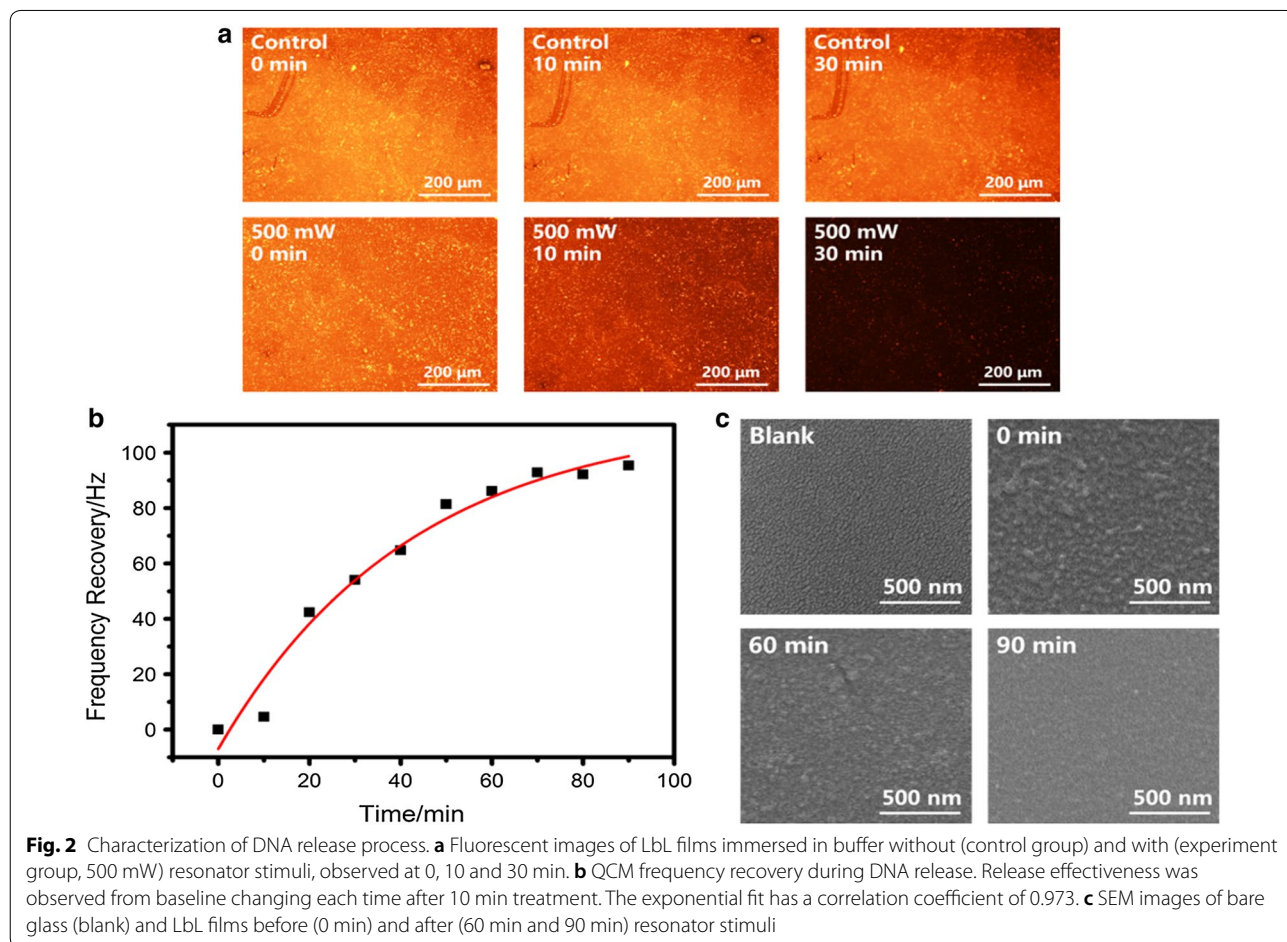 a
Control
0 min
200 µm
Control
10 min
200 µm
Control
30 min
200 µm
500 mW
0 min
200 µm
500 mW
10 min
200 µm
500 mW
30 min
200 µm
b
Frequency Recovery/Hz
100
80
60
40
20
0
0 20 40 60 80 100
Time/min
c
Blank
500 nm
0 min
500 nm
60 min
500 nm
90 min
500 nm
Fig. 2 Characterization of DNA release process. a Fluorescent images of LbL films immersed in buffer without (control group) and with (experiment
group, 500 mW) resonator stimuli, observed at 0, 10 and 30 min. b QCM frequency recovery during DNA release. Release effectiveness was
observed from baseline changing each time after 10 min treatment. The exponential fit has a correlation coefficient of 0.973. c SEM images of bare
glass (blank) and LbL films before (0 min) and after (60 min and 90 min) resonator stimuli